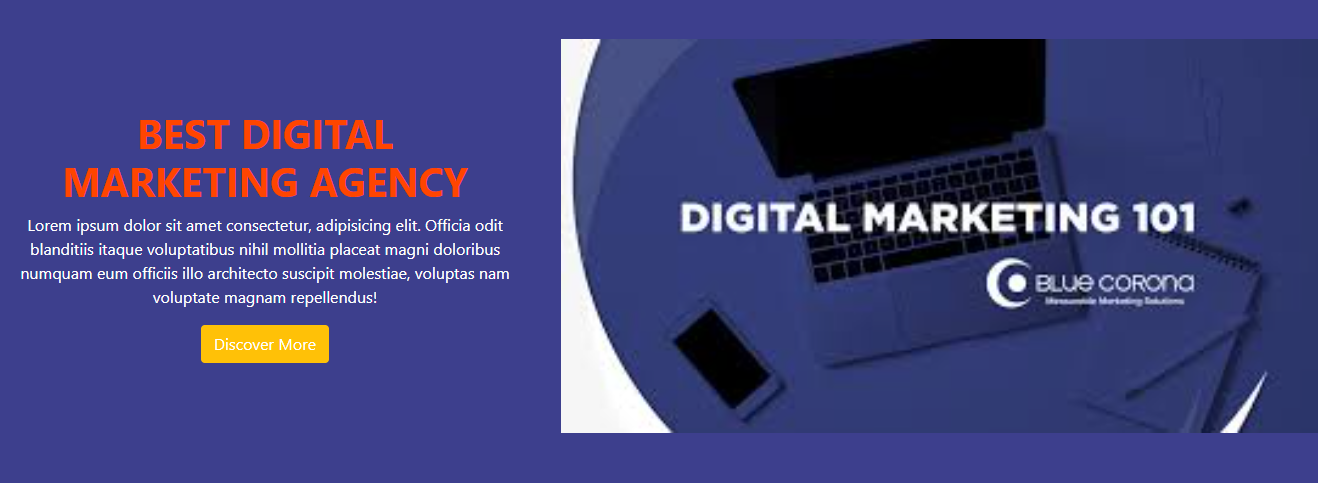 BEST DIGITAL
MARKETING AGENCY
Lorem ipsum dolor sit amet consectetur, adipisicing elit. Officia odit
blanditiis itaque voluptatibus nihil mollitia placeat magni doloribus
numquam eum officiis illo architecto suscipit molestiae, voluptas nam
voluptate magnam repellendus!
Discover More
DIGITAL MARKETING 101
BLUE CORONA
Measurable Marketing Solutions